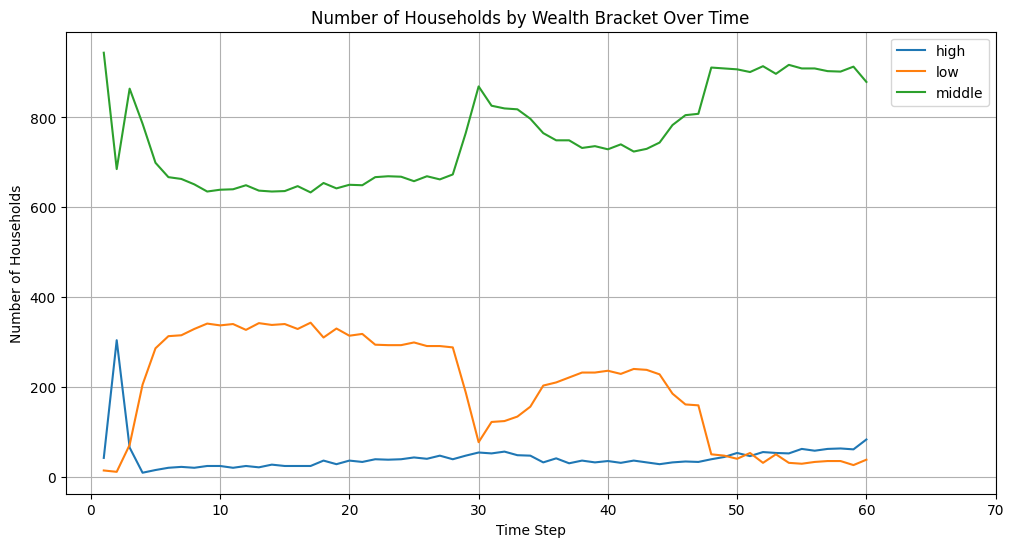 Number of Households by Wealth Bracket Over Time
high
low
middle
Number of Households
800
600
400
200
0
0 10 20 30 40 50 60 70
Time Step